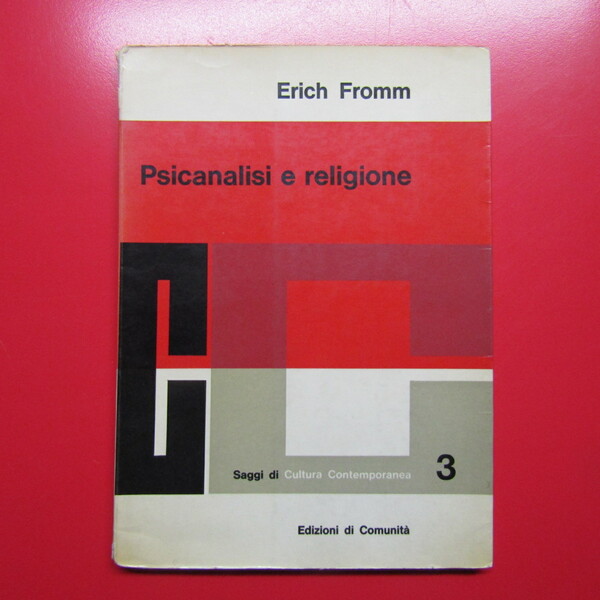 Erich Fromm
Psicanalisi e religione
Saggi di Cultura Contemporanea 3
Edizioni di Comunità